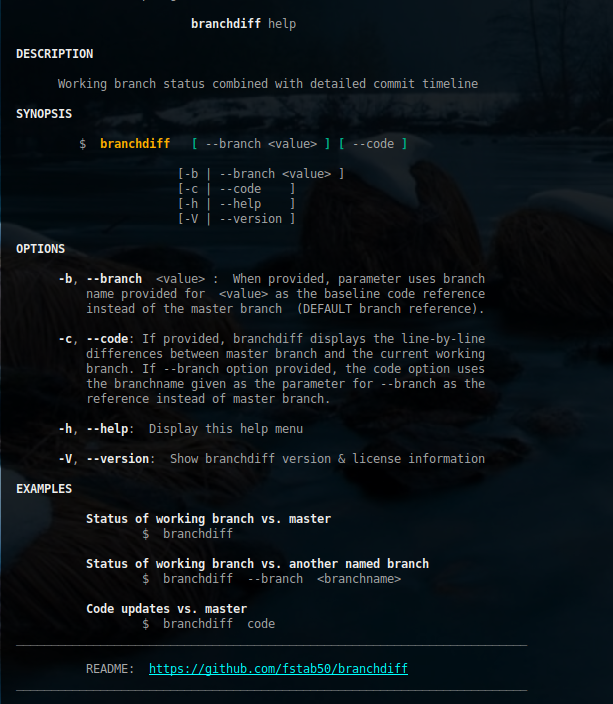 branchdiff help
DESCRIPTION
Working branch status combined with detailed commit timeline
SYNOPSIS
$ branchdiff [ --branch <value> ] [ --code ]
[-b | --branch <value> ]
[-c | --code ]
[-h | --help ]
[-V | --version ]
OPTIONS
-b, --branch <value> : When provided, parameter uses branch
name provided for <value> as the baseline code reference
instead of the master branch (DEFAULT branch reference).
-c, --code: If provided, branchdiff displays the line-by-line
differences between master branch and the current working
branch. If --branch option provided, the code option uses
the branchname given as the parameter for --branch as the
reference instead of master branch.
-h, --help: Display this help menu
-V, --version: Show branchdiff version & license information
EXAMPLES
Status of working branch vs. master
$ branchdiff
Status of working branch vs. another named branch
$ branchdiff --branch <branchname>
Code updates vs. master
$ branchdiff code
README: https://github.com/fstab50/branchdiff